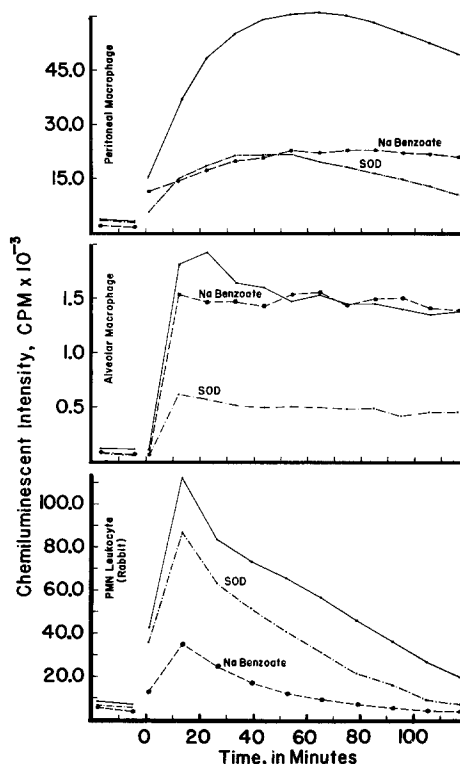 Chemiluminescent Intensity, CPM x 10⁻³
Peritoneal Macrophage
45.0
30.0
15.0
Na Benzoate
SOD
Alveolar Macrophage
1.5
1.0
0.5
Na Benzoate
SOD
PMN Leukocyte
(Rabbit)
100.0
80.0
60.0
40.0
20.0
SOD
Na Benzoate
0 20 40 60 80 100
Time, in Minutes